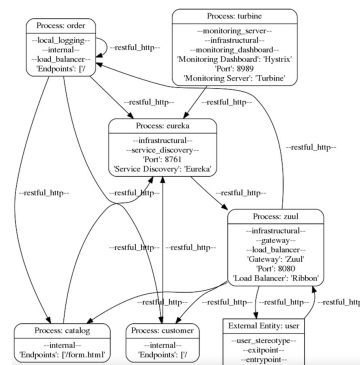 Process: order
--local_logging--
--internal--
--load_balancer--
'Endpoints': ['/
--restful_http--
Process: turbine
--monitoring_server--
--infrastructural--
--monitoring_dashboard--
'Monitoring Dashboard': 'Hystrix'
'Port': 8989
'Monitoring Server': 'Turbine'
--restful_http--
--restful_http--
Process: eureka
--infrastructural--
--service_discovery--
'Port': 8761
'Service Discovery': 'Eureka'
--restful_http--
--restful_http--
--restful_http--
Process: zuul
--infrastructural--
--gateway--
--load_balancer--
'Gateway': 'Zuul'
'Port': 8080
'Load Balancer': 'Ribbon'
--restful_http--
--restful_http--
--restful_http--
--restful_http--
--restful_http--
--restful_http--
Process: catalog
--internal--
'Endpoints': ['/form.html'
Process: customer
--internal--
'Endpoints': ['/
External Entity: user
--user_stereotype--
--exitpoint--
--entrypoint--